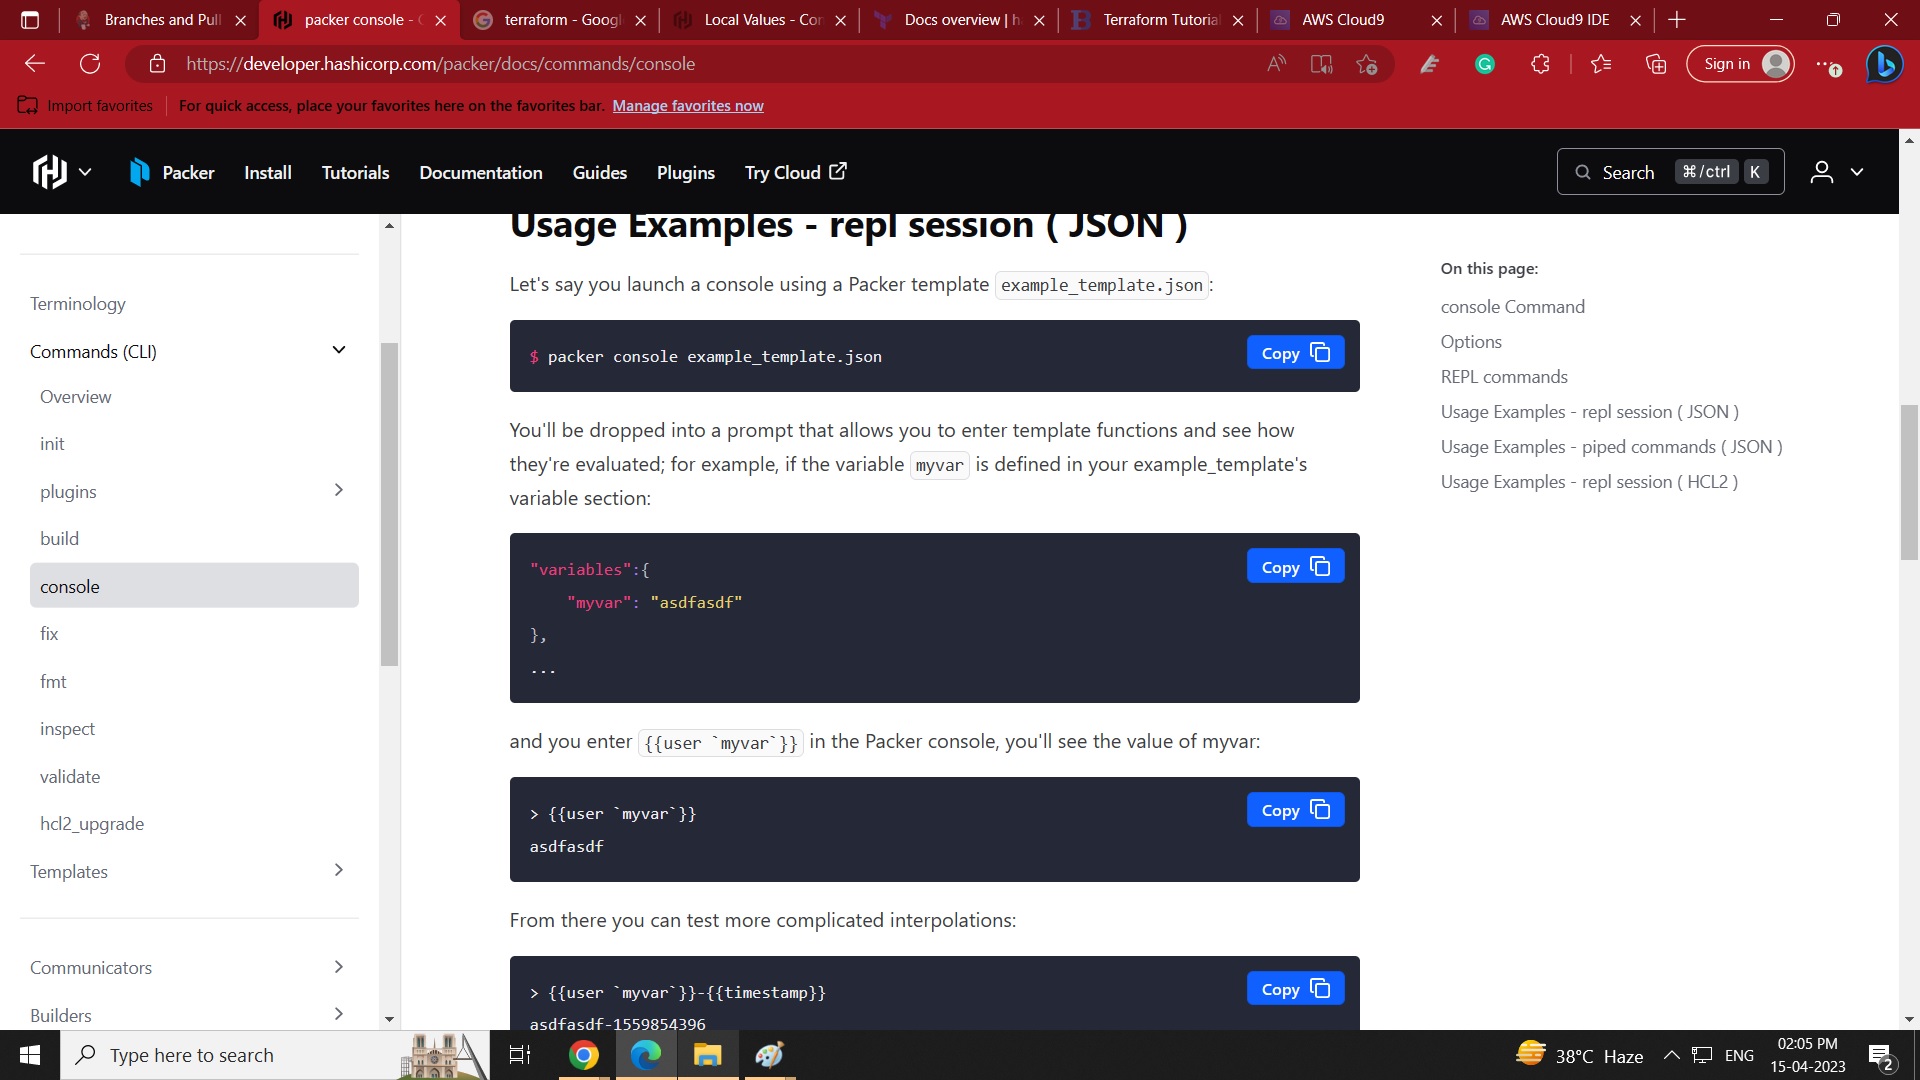 Branches and Pull
packer console - C
terraform - Googl
Local Values - Con
Docs overview | h
Terraform Tutorial
AWS Cloud9
AWS Cloud9 IDE
https://developer.hashicorp.com/packer/docs/commands/console
Sign in
Import favorites
For quick access, place your favorites here on the favorites bar. Manage favorites now
Packer
Install
Tutorials
Documentation
Guides
Plugins
Try Cloud
Search
⌘/ctrl K
Terminology
Commands (CLI)
Overview
init
plugins
build
console
fix
fmt
inspect
validate
hcl2_upgrade
Templates
Communicators
Builders
Usage Examples - repl session ( JSON )
Let's say you launch a console using a Packer template example_template.json:
$ packer console example_template.json
Copy
You'll be dropped into a prompt that allows you to enter template functions and see how
they're evaluated; for example, if the variable myvar is defined in your example_template's
variable section:
"variables":{
"myvar": "asdfasdf"
},
...
Copy
and you enter {{user `myvar`}} in the Packer console, you'll see the value of myvar:
> {{user `myvar`}}
asdfasdf
Copy
From there you can test more complicated interpolations:
> {{user `myvar`}}-{{timestamp}}
asdfasdf-1559854396
Copy
On this page:
console Command
Options
REPL commands
Usage Examples - repl session ( JSON )
Usage Examples - piped commands ( JSON )
Usage Examples - repl session ( HCL2 )
Type here to search
38°C Haze
ENG
02:05 PM
15-04-2023
2